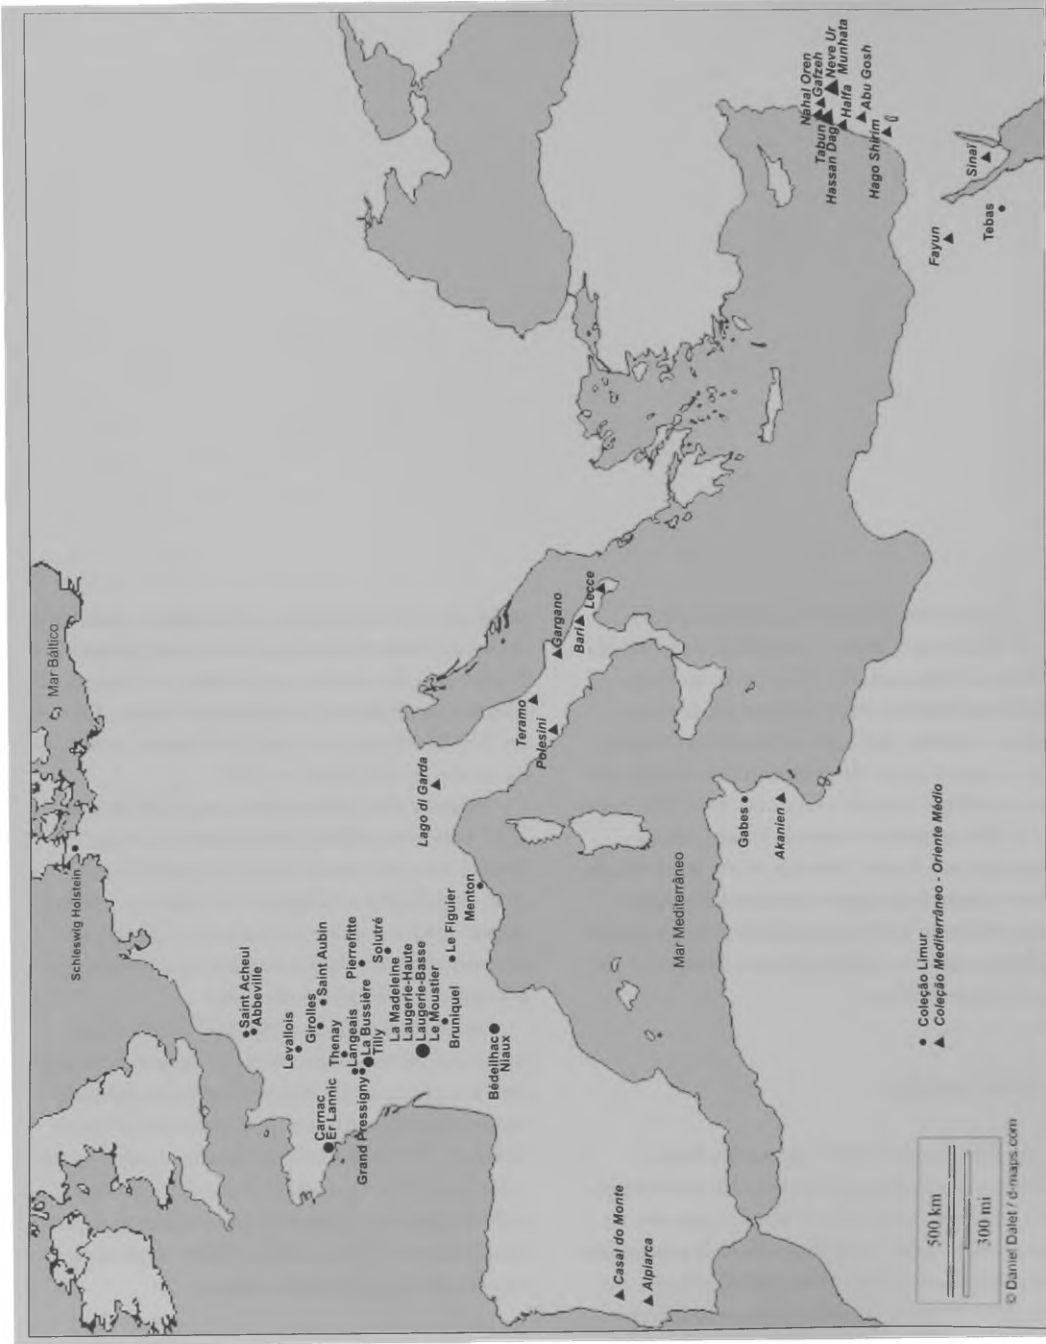 Mar Báltico
Schleswig Holstein
Saint Acheul
Abbeville
Levallois
Girolles
Saint Aubin
Thenay
Langeais
Pierrefitte
La Bussière
Tilly
Solutré
Carnac
Er Lannic
Grand Pressigny
La Madeleine
Laugerie-Haute
Laugerie-Basse
Le Moustier
Bruniquel
Le Figuier
Menton
Bédeilhac
Niaux
Lago di Garda
Teramo
Polesini
Gargano
Bari
Lecce
Casal do Monte
Alpiarca
Mar Mediterrâneo
Gabes
Akanien
Nahal Oren
Gafzeh
Neve Ur
Munhata
Tabun
Hassan Dag
Halfa
Abu Gosh
Hago Shirim
Sinaï
Fayun
Tebas
Coleção Limur
Coleção Mediterrâneo - Oriente Médio
500 km
300 mi
© Daniel Dalet / d-maps.com